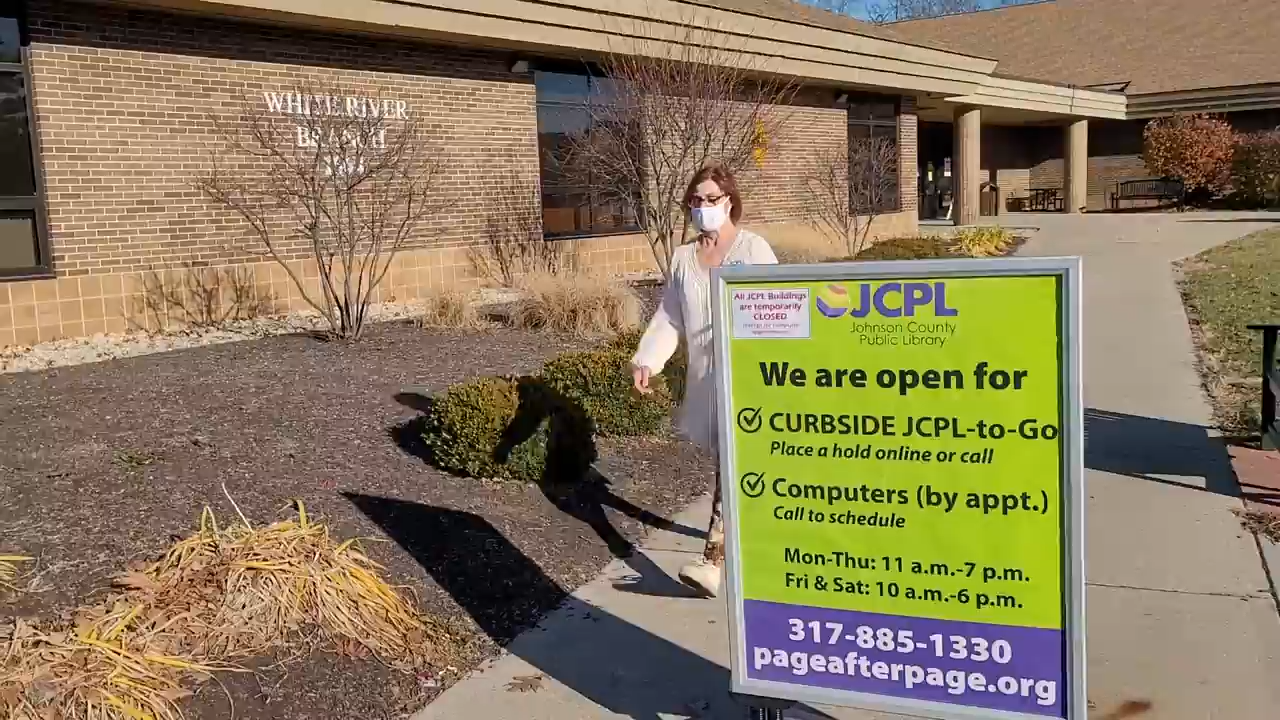 WHITE RIVER
BRANCH
All JCPL Buildings
are temporarily
CLOSED
JCPL
Johnson County
Public Library
We are open for
CURBSIDE JCPL-to-Go
Place a hold online or call
Computers (by appt.)
Call to schedule
Mon-Thu: 11 a.m.-7 p.m.
Fri & Sat: 10 a.m.-6 p.m.
317-885-1330
pageafterpage.org